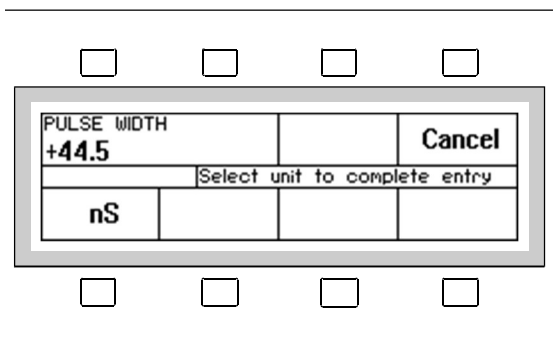 PULSE WIDTH
+44.5
Cancel
Select unit to complete entry
nS